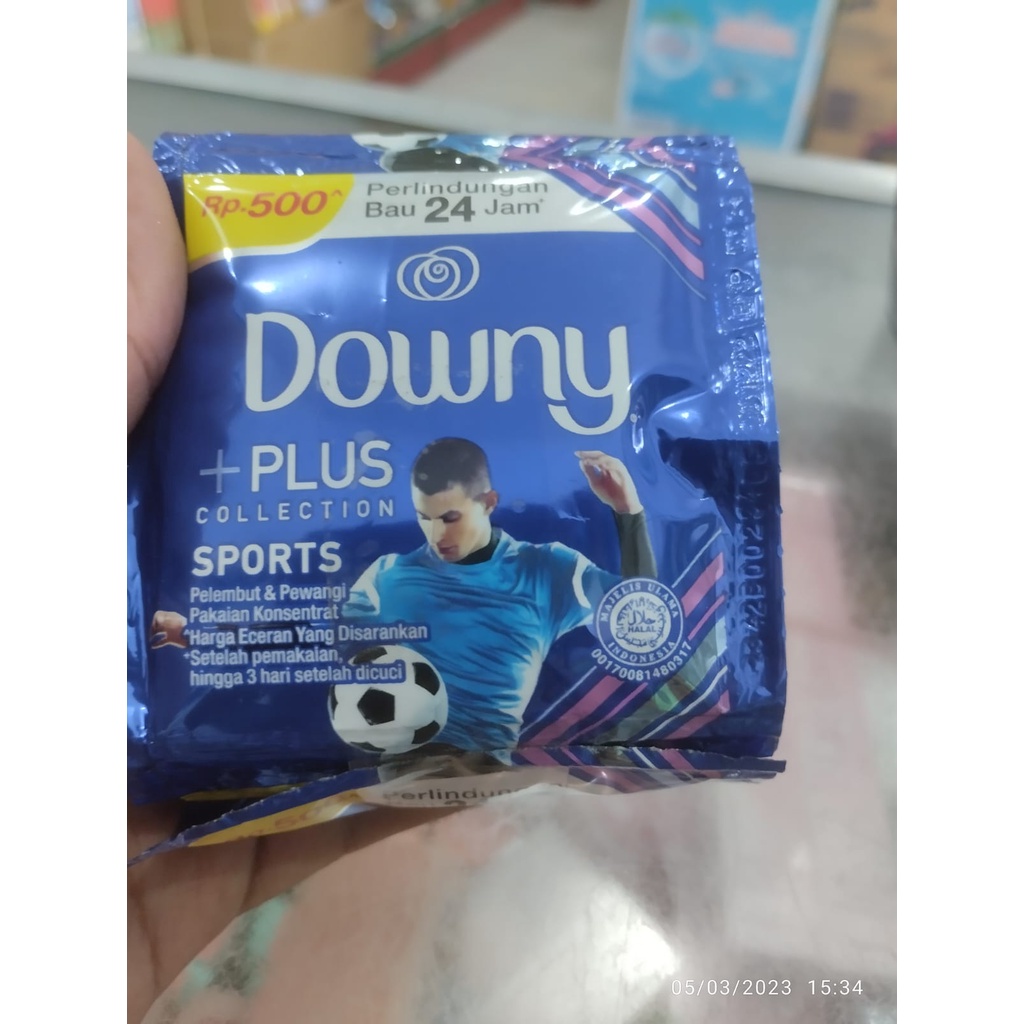 Rp.500^
Perlindungan
Bau 24 Jam+
Downy
+PLUS
COLLECTION
SPORTS
Pelembut & Pewangi
Pakaian Konsentrat
^Harga Eceran Yang Disarankan
+Setelah pemakaian,
hingga 3 hari setelah dicuci
MAJELIS ULAMA
حلال
HALAL
INDONESIA
00170081480317
05/03/2023 15:34